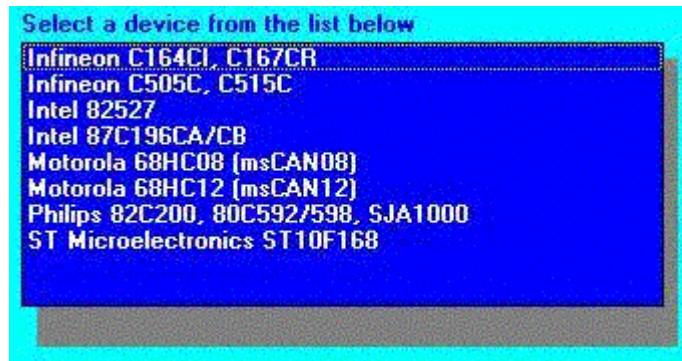 Select a device from the list below
Infineon C164CI, C167CR
Infineon C505C, C515C
Intel 82527
Intel 87C196CA/CB
Motorola 68HC08 (msCAN08)
Motorola 68HC12 (msCAN12)
Philips 82C200, 80C592/598, SJA1000
ST Microelectronics ST10F168